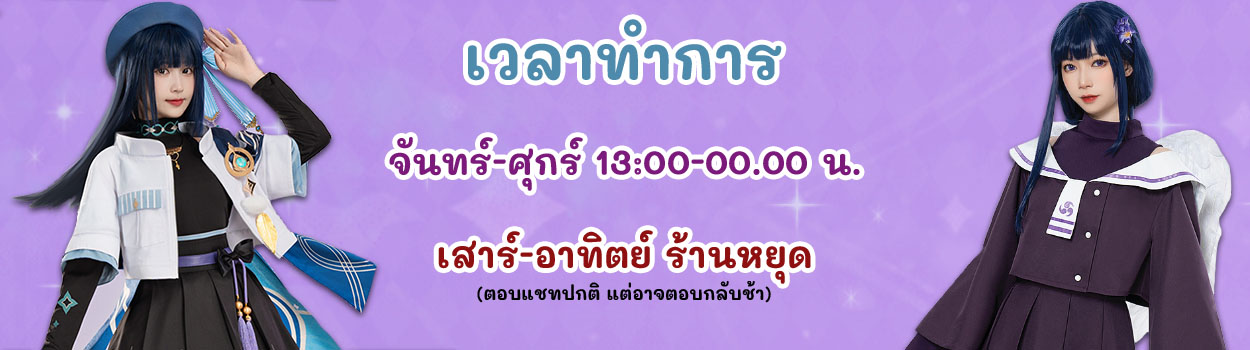 เวลาทำการ
จันทร์-ศุกร์ 13:00-00.00 น.
เสาร์-อาทิตย์ ร้านหยุด
(ตอบแชทปกติ แต่อาจตอบกลับช้า)